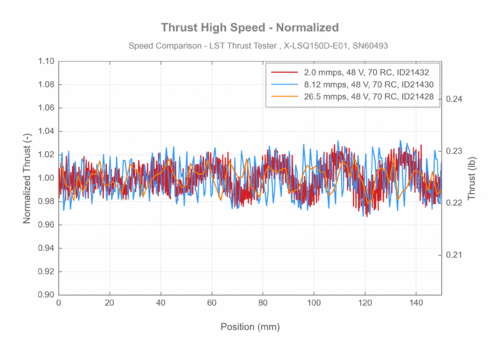 Thrust High Speed - Normalized
Speed Comparison - LST Thrust Tester , X-LSQ150D-E01, SN60493
2.0 mmps, 48 V, 70 RC, ID21432
8.12 mmps, 48 V, 70 RC, ID21430
26.5 mmps, 48 V, 70 RC, ID21428
Normalized Thrust (-)
1.10
1.08
1.06
1.04
1.02
1.00
0.98
0.96
0.94
0.92
0.90
0.24
0.23
0.22
0.21
Thrust (lb)
0
20
40
60
80
100
120
140
Position (mm)